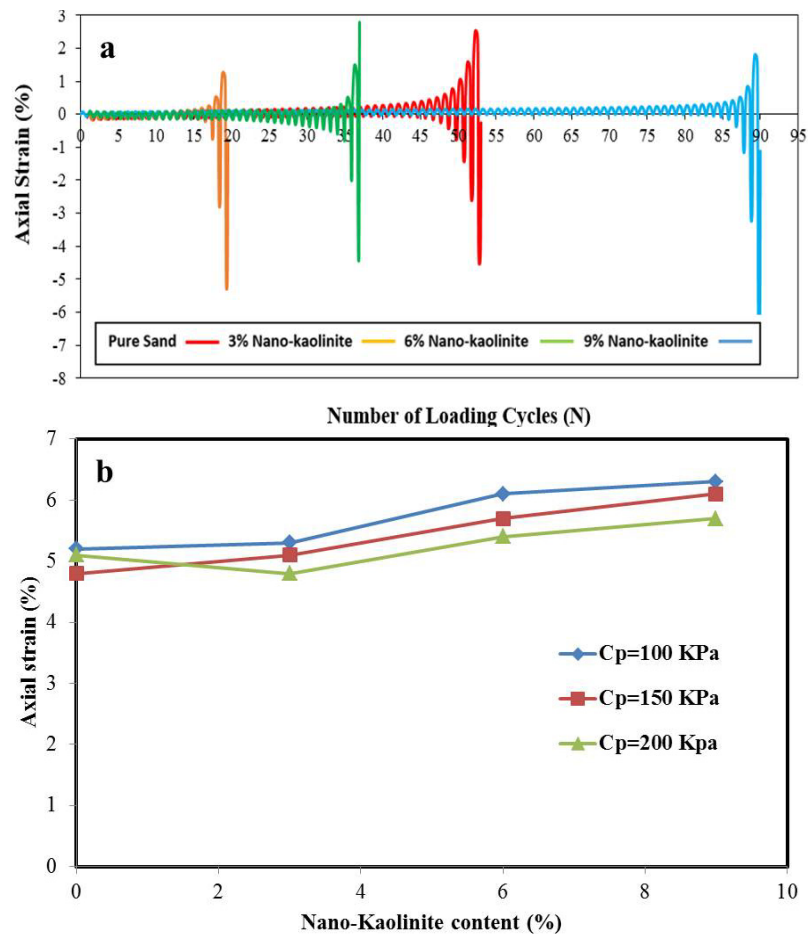 3
a
2
1
0
0 5 10 15 20 25 30 35 40 45 50 55 60 65 70 75 80 85 90 95
-1
-2
-3
-4
-5
-6
-7
-8
Axial Strain (%)
Pure Sand 3% Nano-kaolinite 6% Nano-kaolinite 9% Nano-kaolinite
Number of Loading Cycles (N)
7
b
6
5
4
3
2
1
0
Axial strain (%)
Cp=100 KPa
Cp=150 KPa
Cp=200 Kpa
0 2 4 6 8 10
Nano-Kaolinite content (%)